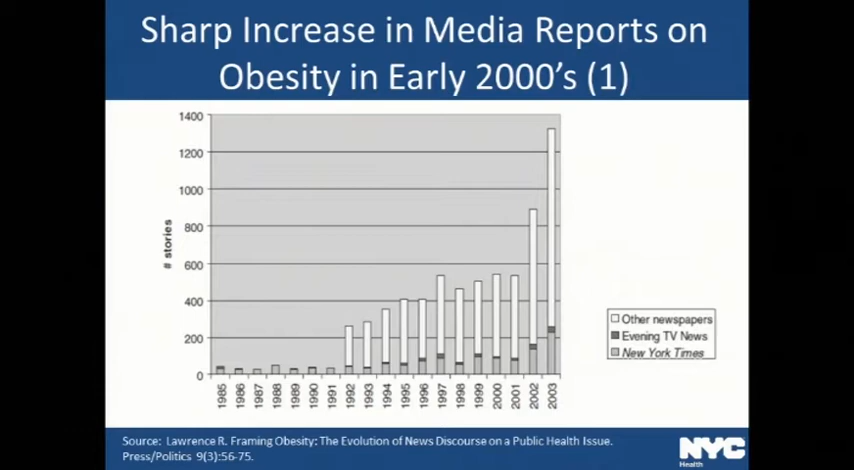 Sharp Increase in Media Reports on
Obesity in Early 2000's (1)
1400
1200
1000
800
600
400
200
0
# stories
1985
1986
1987
1988
1989
1990
1991
1992
1993
1994
1995
1996
1997
1998
1999
2000
2001
2002
2003
Other newspapers
Evening TV News
New York Times
Source: Lawrence R. Framing Obesity: The Evolution of News Discourse on a Public Health Issue.
Press/Politics 9(3):56-75.
NYC
Health